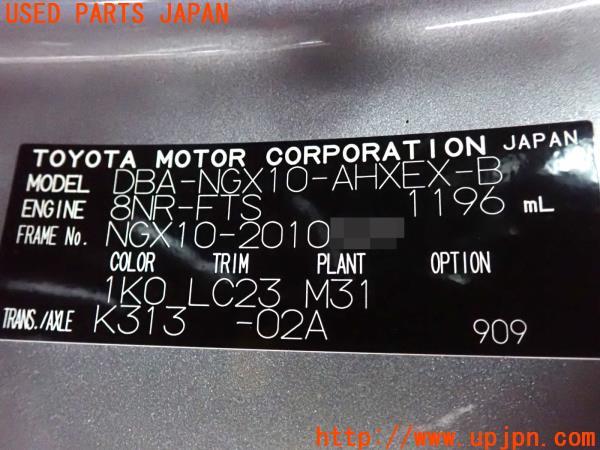 USED PARTS JAPAN
TOYOTA MOTOR CORPORATION JAPAN
MODEL DBA-NGX10-AHXEX-B
ENGINE 8NR-FTS 1196 mL
FRAME No. NGX10-2010
COLOR TRIM PLANT OPTION
1K0 LC23 M31
TRANS./AXLE K313 -02A 909
UPJ
http://www.upjpn.com